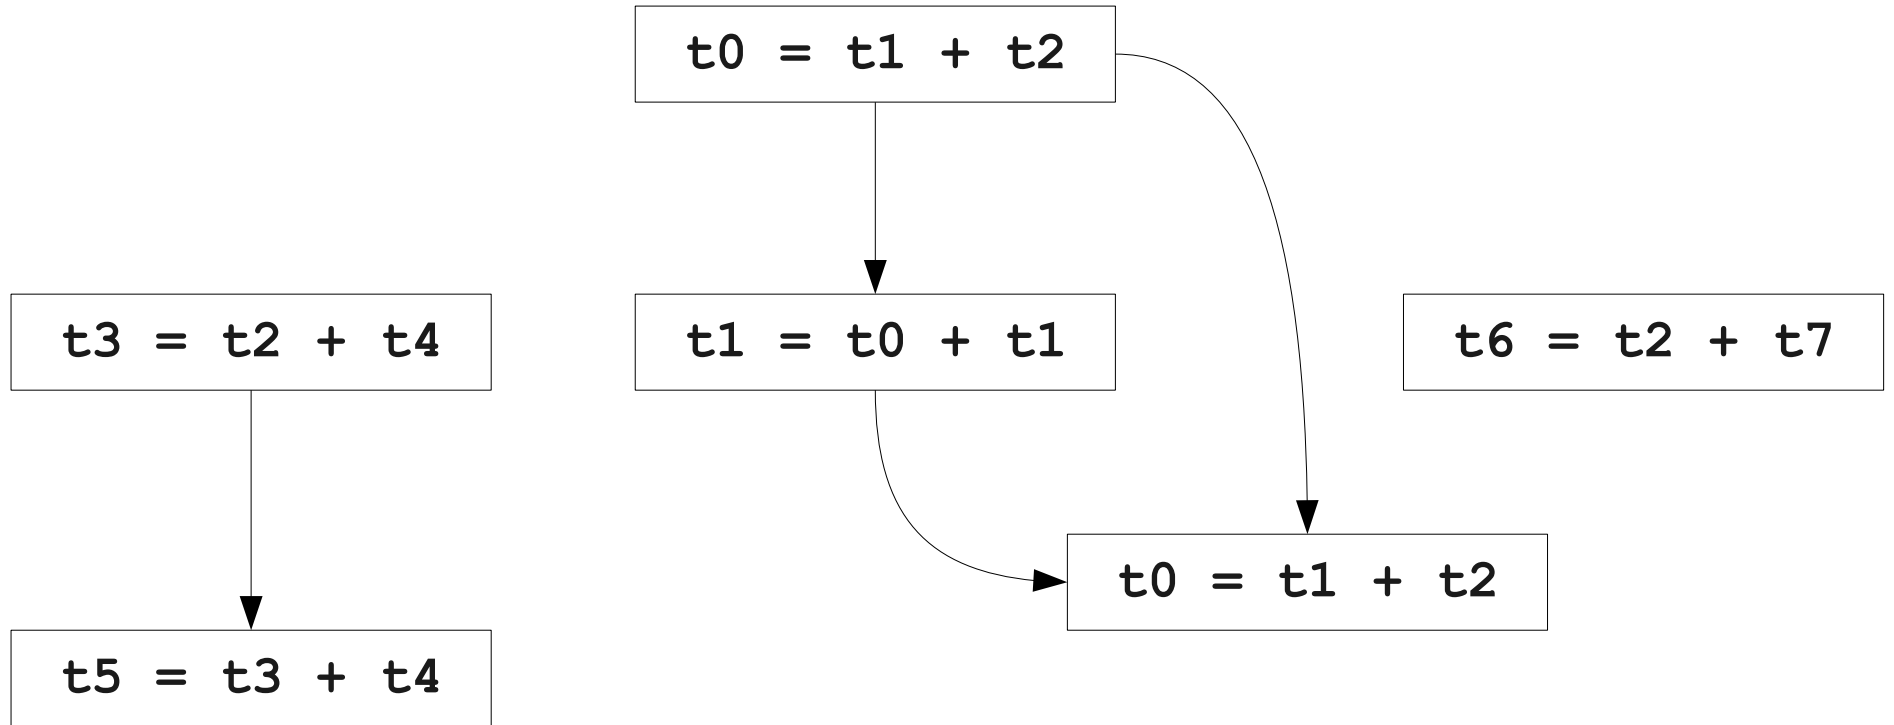 t0 = t1 + t2
t3 = t2 + t4
t1 = t0 + t1
t6 = t2 + t7
t0 = t1 + t2
t5 = t3 + t4